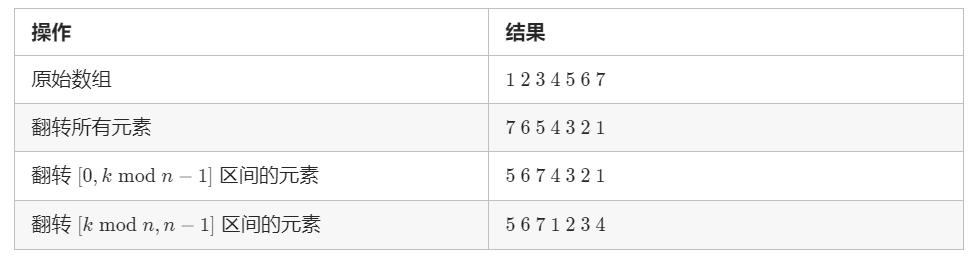 操作 结果
原始数组 1 2 3 4 5 6 7
翻转所有元素 7 6 5 4 3 2 1
翻转 [0, k mod n − 1] 区间的元素 5 6 7 4 3 2 1
翻转 [k mod n, n − 1] 区间的元素 5 6 7 1 2 3 4